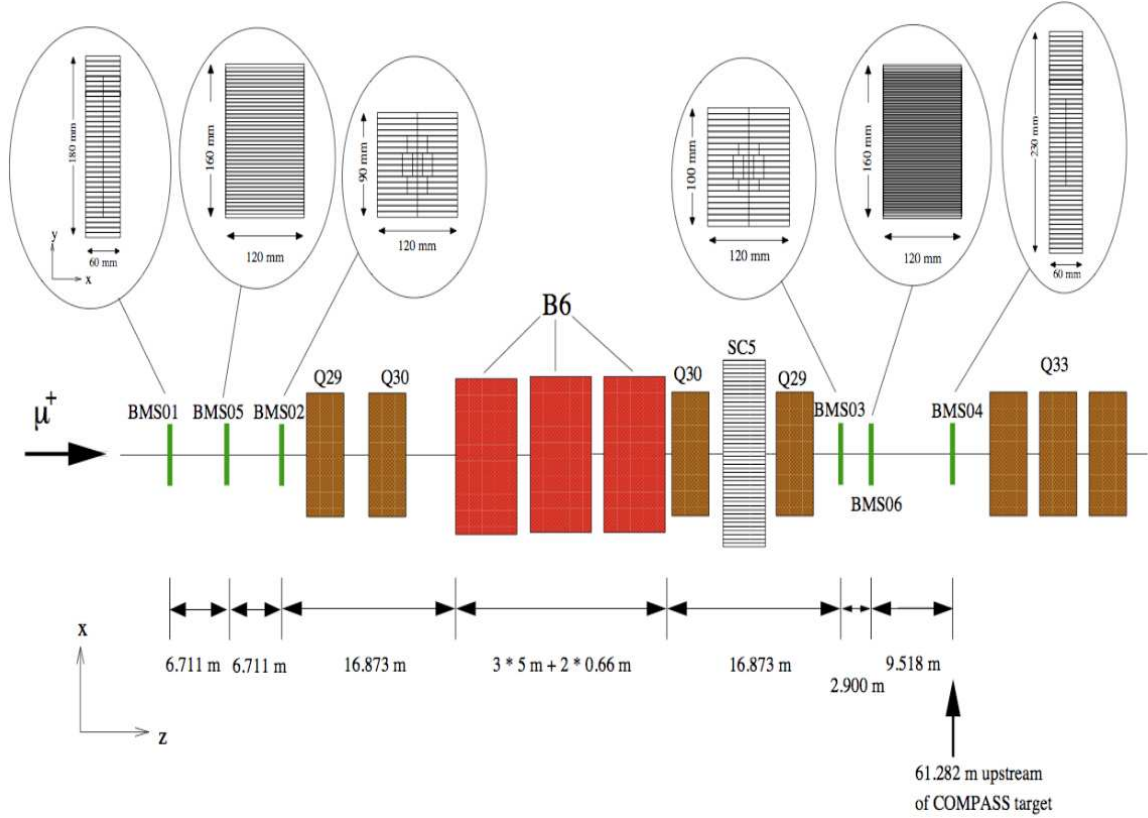 180 mm
60 mm
y
x
160 mm
120 mm
90 mm
120 mm
100 mm
120 mm
160 mm
120 mm
230 mm
60 mm
B6
SC5
Q29
Q30
Q30
Q29
Q33
μ+
BMS01
BMS05
BMS02
BMS03
BMS06
BMS04
x
z
6.711 m
6.711 m
16.873 m
3 * 5 m + 2 * 0.66 m
16.873 m
2.900 m
9.518 m
61.282 m upstream
of COMPASS target